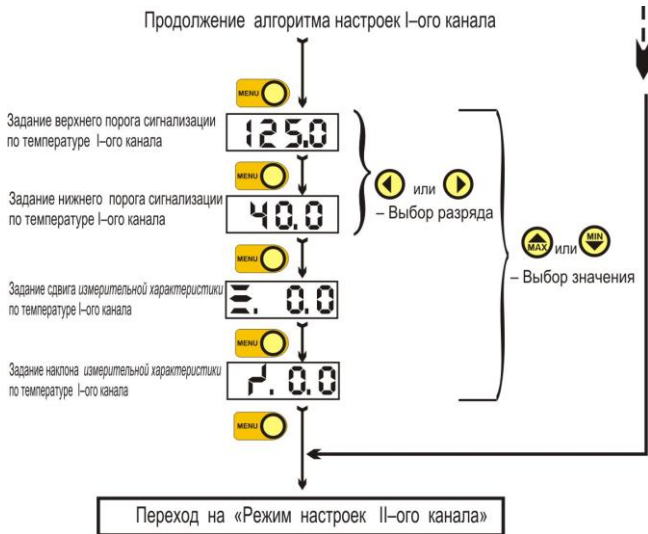 Продолжение алгоритма настроек I–ого канала
MENU
Задание верхнего порога сигнализации
по температуре I–ого канала
125.0
MENU
Задание нижнего порога сигнализации
по температуре I–ого канала
40.0
или
– Выбор разряда
MAX или MIN
– Выбор значения
MENU
Задание сдвига измерительной характеристики
по температуре I–ого канала
0.0
MENU
Задание наклона измерительной характеристики
по температуре I–ого канала
0.0
MENU
Переход на «Режим настроек II–ого канала»